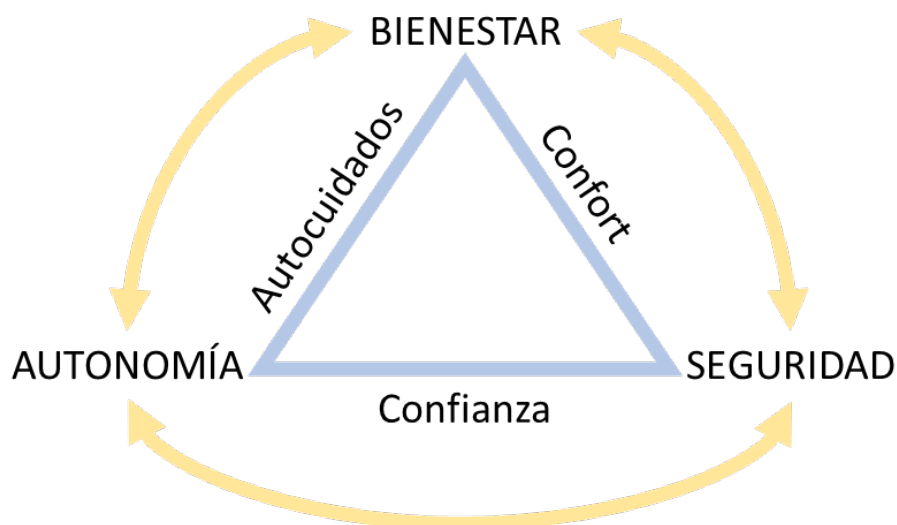 BIENESTAR
Autocuidados
Confort
AUTONOMÍA
SEGURIDAD
Confianza